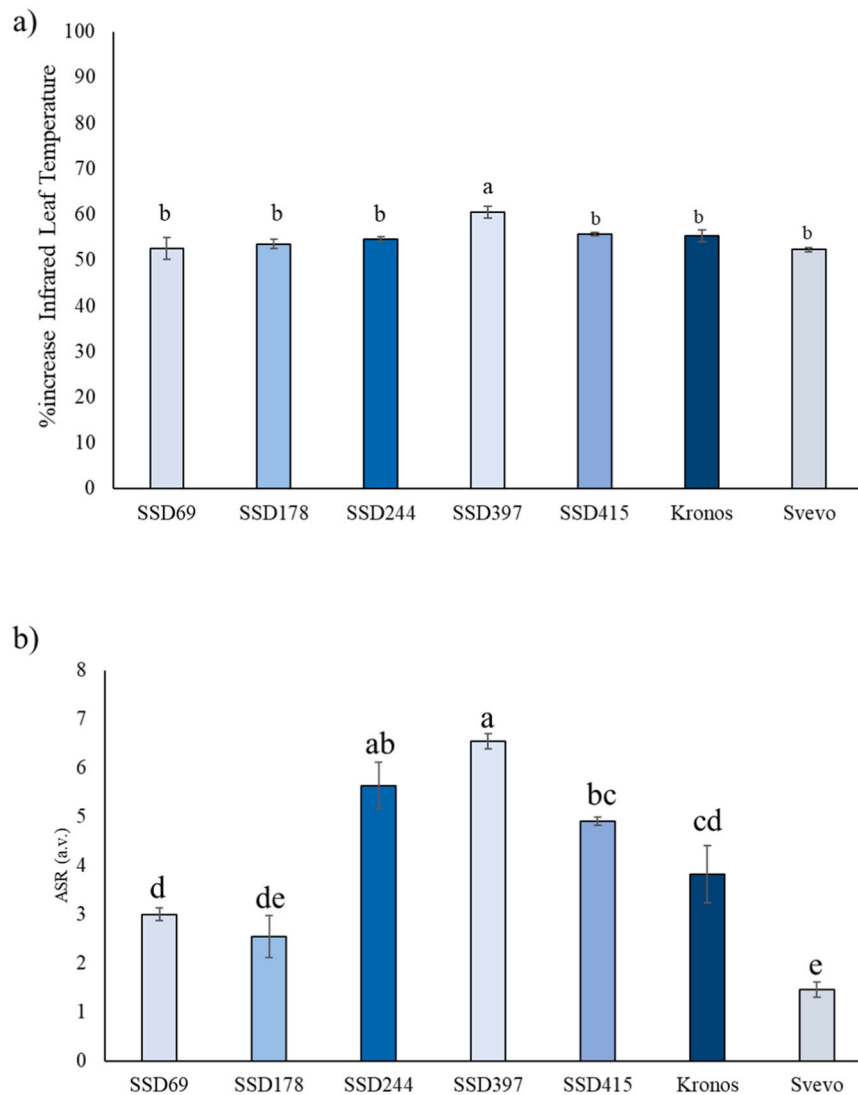 a)
%increase Infrared Leaf Temperature
100
90
80
70
60
50
40
30
20
10
0
b
b
b
a
b
b
b
SSD69 SSD178 SSD244 SSD397 SSD415 Kronos Svevo
b)
ASR (a.v.)
8
7
6
5
4
3
2
1
0
d
de
ab
a
bc
cd
e
SSD69 SSD178 SSD244 SSD397 SSD415 Kronos Svevo